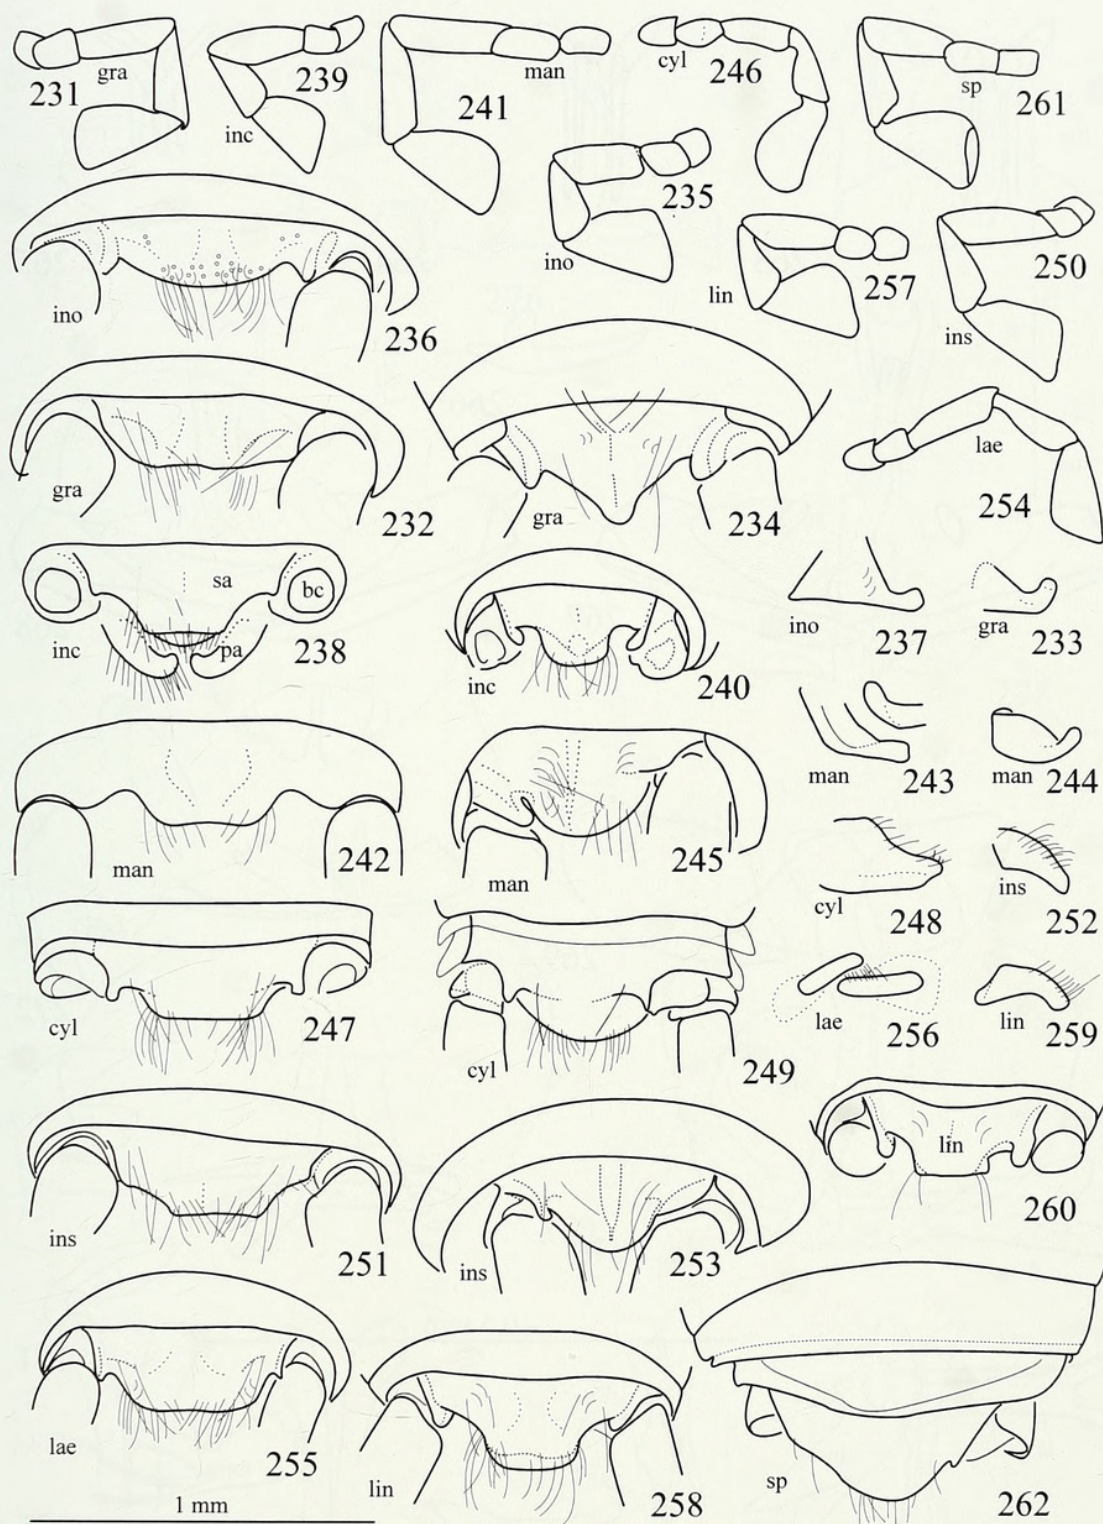 231
gra
239
inc
241
man
cyl
246
sp
261
235
ino
lin
257
250
ins
ino
236
gra
232
gra
234
lae
254
inc
sa
bc
pa
238
inc
240
ino
237
gra
233
man
242
man
245
man
243
man
244
cyl
248
ins
252
cyl
247
cyl
249
lae
256
lin
259
ins
251
ins
253
lin
260
lae
255
lin
258
sp
262
1 mm